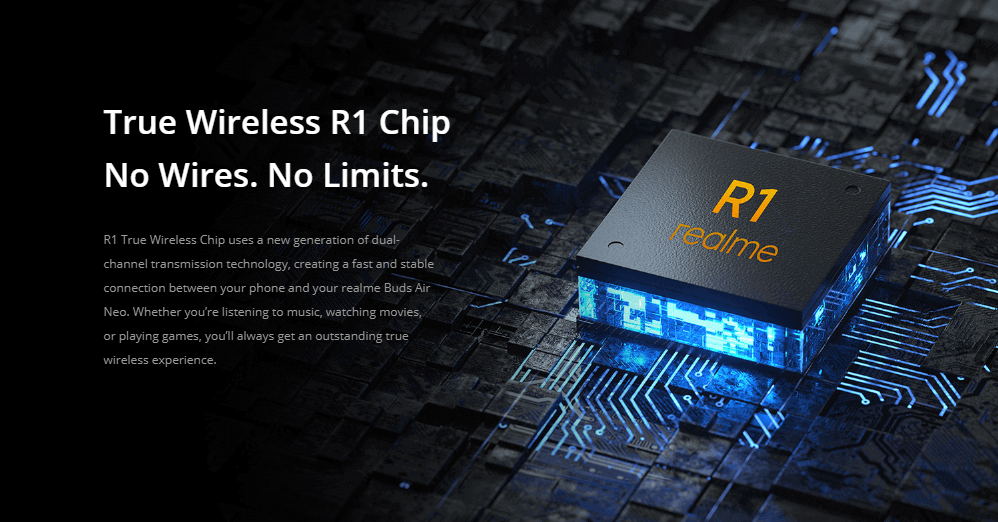 True Wireless R1 Chip
No Wires. No Limits.
R1 True Wireless Chip uses a new generation of dual-
channel transmission technology, creating a fast and stable
connection between your phone and your realme Buds Air
Neo. Whether you’re listening to music, watching movies,
or playing games, you’ll always get an outstanding true
wireless experience.
R1
realme